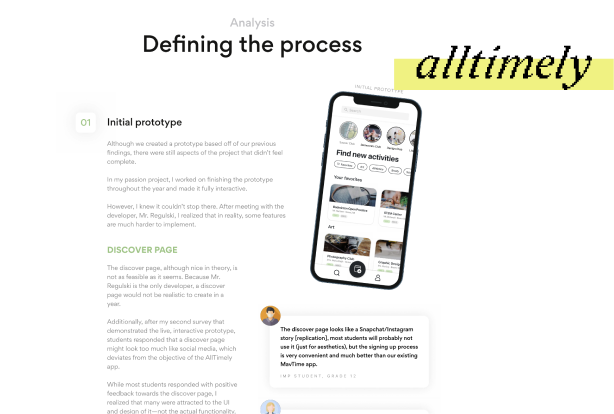 Analysis
Defining the process
alltimely
INITIAL PROTOTYPE
01
Initial prototype
Although we created a prototype based off of our previous
findings, there were still aspects of the project that didn't feel
complete.
In my passion project, I worked on finishing the prototype
throughout the year and made it fully interactive.
However, I knew it couldn't stop there. After meeting with the
developer, Mr. Regulski, I realized that in reality, some features
are much harder to implement.
DISCOVER PAGE
The discover page, although nice in theory, is
not as feasible as it seems. Because Mr.
Regulski is the only developer, a discover
page would not be realistic to create in a
year.
Additionally, after my second survey that
demonstrated the live, interactive prototype,
students responded that a discover page
might look too much like social media, which
deviates from the objective of the AllTimely
app.
While most students responded with positive
feedback towards the discover page, I
realized that many were attracted to the UI
and design of it—not the actual functionality.
Find new activities
Your favorites
Art
Photography Club
The discover page looks like a Snapchat/Instagram
story [replication], most students will probably not
use it (just for aesthetics), but the signing up process
is very convenient and much better than our existing
MavTime app.
IMP STUDENT, GRADE 12